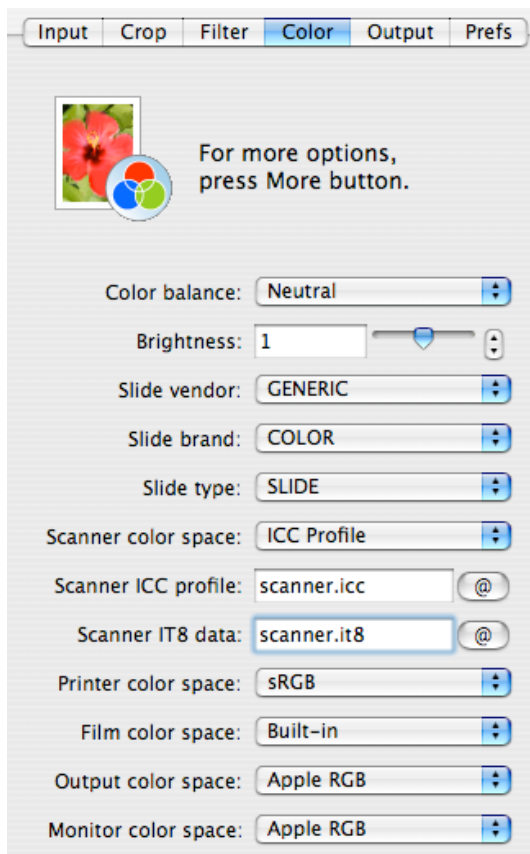 Input Crop Filter Color Output Prefs
For more options,
press More button.
Color balance: Neutral
Brightness: 1
Slide vendor: GENERIC
Slide brand: COLOR
Slide type: SLIDE
Scanner color space: ICC Profile
Scanner ICC profile: scanner.icc @
Scanner IT8 data: scanner.it8 @
Printer color space: sRGB
Film color space: Built-in
Output color space: Apple RGB
Monitor color space: Apple RGB